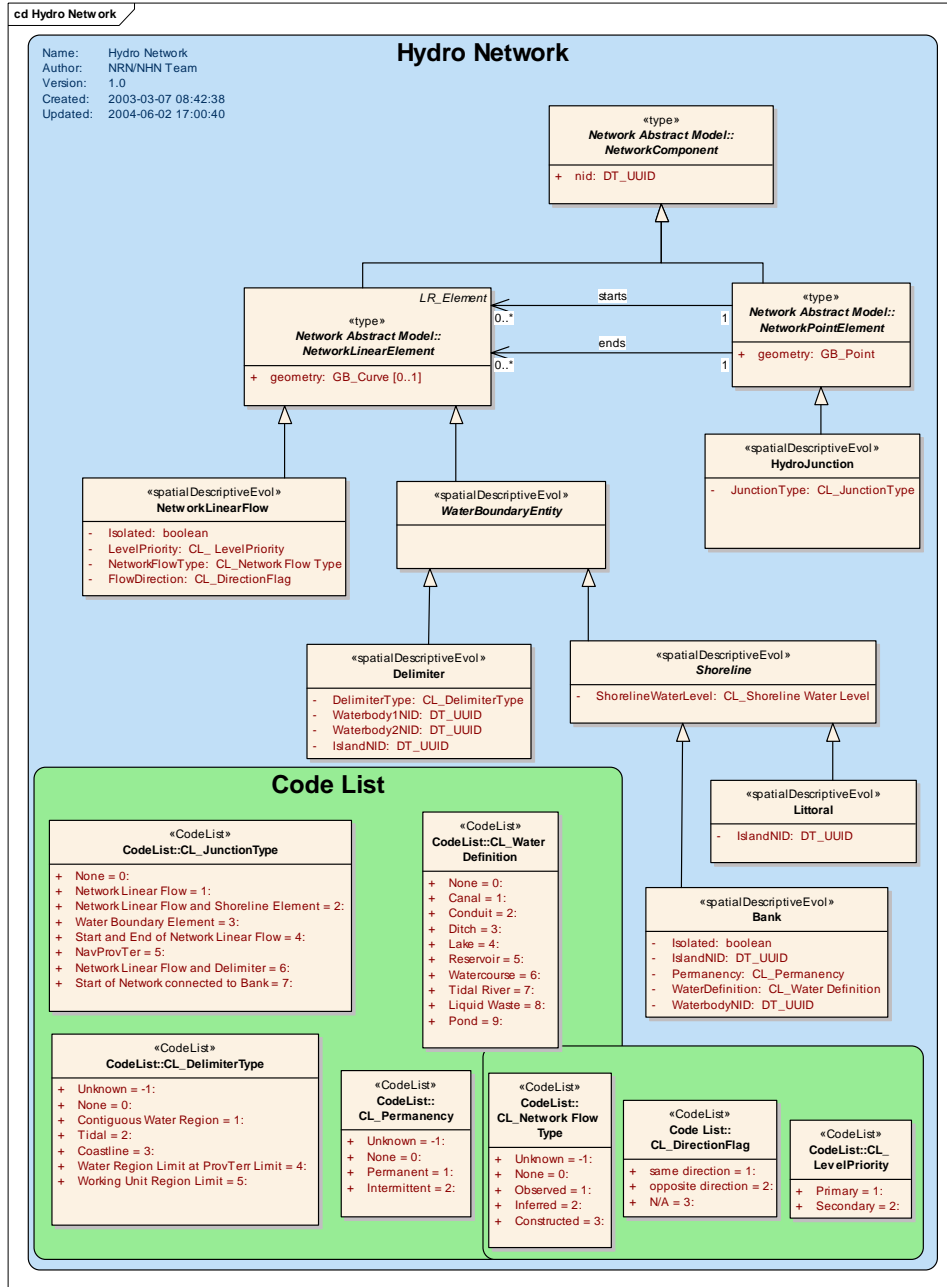 cd Hydro Network
Hydro Network
Name: Hydro Network
Author: NRN/NHN Team
Version: 1.0
Created: 2003-03-07 08:42:38
Updated: 2004-06-02 17:00:40
«type»
Network Abstract Model::
NetworkComponent
+ nid: DT_UUID
LR_Element
«type»
Network Abstract Model::
NetworkLinearElement
+ geometry: GB_Curve [0..1]
starts
0..*
1
ends
0..*
1
«type»
Network Abstract Model::
NetworkPointElement
+ geometry: GB_Point
«spatialDescriptiveEvol»
HydroJunction
- JunctionType: CL_JunctionType
«spatialDescriptiveEvol»
NetworkLinearFlow
- Isolated: boolean
- LevelPriority: CL_ LevelPriority
- NetworkFlowType: CL_Network Flow Type
- FlowDirection: CL_DirectionFlag
«spatialDescriptiveEvol»
WaterBoundaryEntity
«spatialDescriptiveEvol»
Delimiter
- DelimiterType: CL_DelimiterType
- Waterbody1NID: DT_UUID
- Waterbody2NID: DT_UUID
- IslandNID: DT_UUID
«spatialDescriptiveEvol»
Shoreline
- ShorelineWaterLevel: CL_Shoreline Water Level
«spatialDescriptiveEvol»
Littoral
- IslandNID: DT_UUID
«spatialDescriptiveEvol»
Bank
- Isolated: boolean
- IslandNID: DT_UUID
- Permanency: CL_Permanency
- WaterDefinition: CL_Water Definition
- WaterbodyNID: DT_UUID
Code List
«CodeList»
CodeList::CL_JunctionType
+ None = 0:
+ Network Linear Flow = 1:
+ Network Linear Flow and Shoreline Element = 2:
+ Water Boundary Element = 3:
+ Start and End of Network Linear Flow = 4:
+ NavProvTer = 5:
+ Network Linear Flow and Delimiter = 6:
+ Start of Network connected to Bank = 7:
«CodeList»
CodeList::CL_Water
Definition
+ None = 0:
+ Canal = 1:
+ Conduit = 2:
+ Ditch = 3:
+ Lake = 4:
+ Reservoir = 5:
+ Watercourse = 6:
+ Tidal River = 7:
+ Liquid Waste = 8:
+ Pond = 9:
«CodeList»
CodeList::CL_DelimiterType
+ Unknown = -1:
+ None = 0:
+ Contiguous Water Region = 1:
+ Tidal = 2:
+ Coastline = 3:
+ Water Region Limit at ProvTerr Limit = 4:
+ Working Unit Region Limit = 5:
«CodeList»
CodeList::
CL_Permanency
+ Unknown = -1:
+ None = 0:
+ Permanent = 1:
+ Intermittent = 2:
«CodeList»
CodeList::
CL_Network Flow
Type
+ Unknown = -1:
+ None = 0:
+ Observed = 1:
+ Inferred = 2:
+ Constructed = 3:
«CodeList»
Code List::
CL_DirectionFlag
+ same direction = 1:
+ opposite direction = 2:
+ N/A = 3:
«CodeList»
CodeList::CL_
LevelPriority
+ Primary = 1:
+ Secondary = 2: